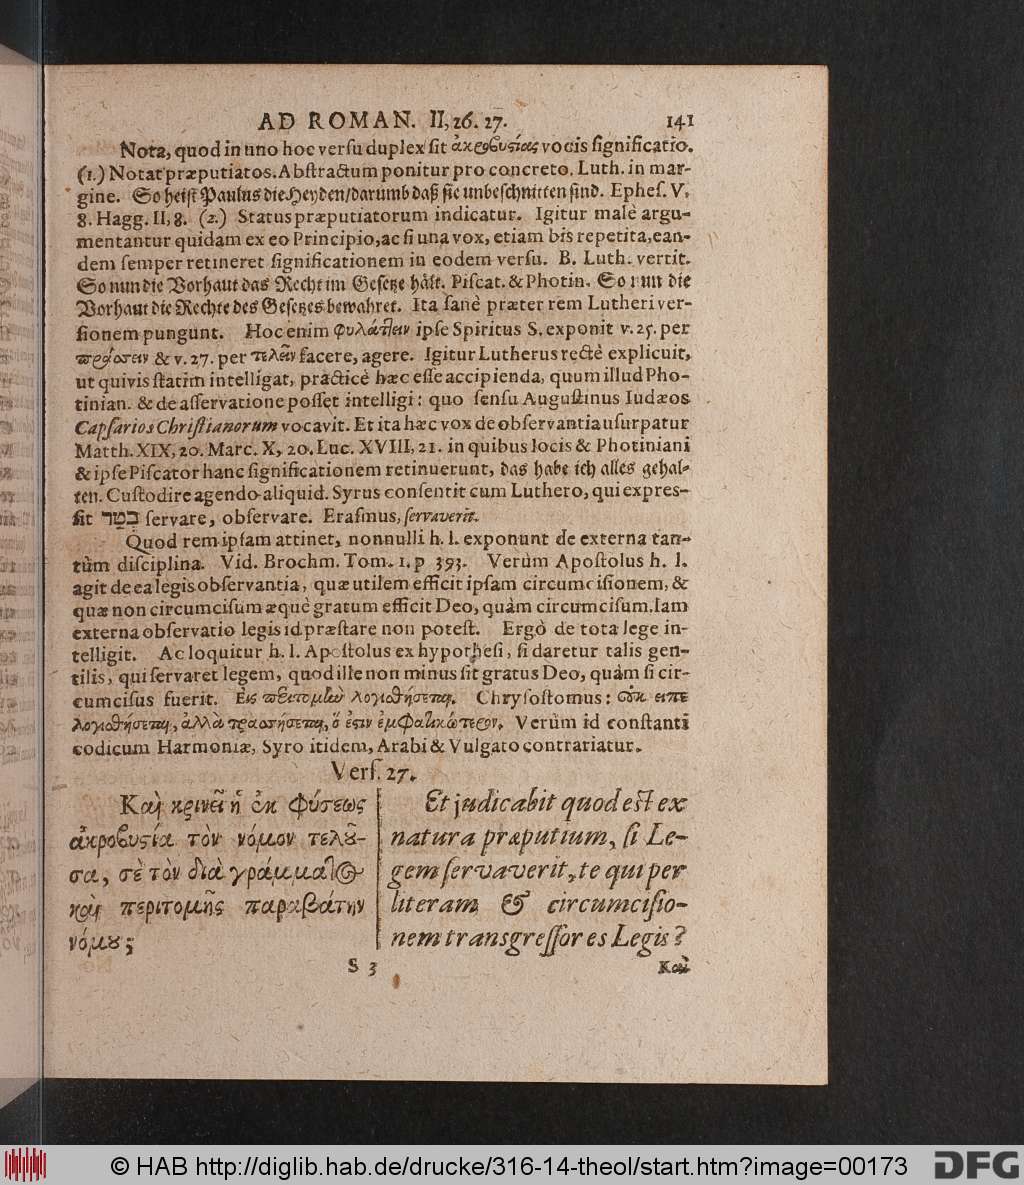 AD ROMAN. II, 26. 27. 141
Nota, quod in uno hoc versu duplex sit ἀκροβυστίας vocis significatio.
(1.) Notat præputiatos. Abstractum ponitur pro concreto. Luth. in mar-
gine. So heist Paulus die Heyden/darumb daß sie unbeschnitten sind. Ephes. V.
8. Hagg. II, 8. (2.) Status præputiatorum indicatur. Igitur malè argu-
mentantur quidam ex eo Principio, ac si una vox, etiam bis repetita, ean-
dem semper retineret significationem in eodem versu. B. Luth. vertit.
So nun die Vorhaut das Recht im Gesetze hält. Piscat. & Photin. So nun die
Vorhaut die Rechte des Gesetzes bewahret. Ita sanè præter rem Lutheri ver-
sionem pungunt. Hoc enim φυλάττειν ipse Spiritus S. exponit v. 25. per
πράσσειν & v. 27. per τελεῖν facere, agere. Igitur Lutherus rectè explicuit,
ut quivis statim intelligat, practicè hæc esse accipienda, quum illud Pho-
tinian. & de asservatione posset intelligi: quo sensu Augustinus Iudæos
Capsarios Christianorum vocavit. Et ita hæc vox de observantia usurpatur
Matth. XIX, 20. Marc. X, 20. Luc. XVIII, 21. in quibus locis & Photiniani
& ipse Piscator hanc significationem retinuerunt, das habe ich alles gehal-
ten. Custodire agendo aliquid. Syrus consentit cum Luthero, qui expres-
sit בטר servare, observare. Erasmus, servaverit.
Quod rem ipsam attinet, nonnulli h. l. exponunt de externa tan-
tùm disciplina. Vid. Brochm. Tom. 1. p 393. Verùm Apostolus h. l.
agit de ea legis observantia, quæ utilem efficit ipsam circumcisionem, &
quæ non circumcisum æquè gratum efficit Deo, quàm circumcisum. Iam
externa observatio legis id præstare non potest. Ergò de tota lege in-
telligit. Ac loquitur h. l. Apostolus ex hypothesi, si daretur talis gen-
tilis, qui servaret legem, quod ille non minus sit gratus Deo, quàm si cir-
cumcisus fuerit. Εἰς περιτομὴν λογισθήσεται. Chrysostomus: οὐκ ειπε
λογισθήσεται, ἀλλὰ τραπήσεται, ὅ ἐστιν ἐμφατικώτερον. Verùm id constanti
codicum Harmoniæ, Syro itidem, Arabi & Vulgato contrariatur.
Vers. 27.
Καὶ κρινεῖ ἡ ἐκ φύσεως
ἀκροβυστία τὸν νόμον τελοῦ-
σα, σὲ τὸν διὰ γράμματος
καὶ περιτομῆς παραβάτην
νόμου;
Et judicabit quod est ex
natura præputium, si Le-
gem servaverit, te qui per
literam & circumcisio-
nem transgressor es Legis?
S 3 Καὶ
© HAB http://diglib.hab.de/drucke/316-14-theol/start.htm?image=00173 DFG